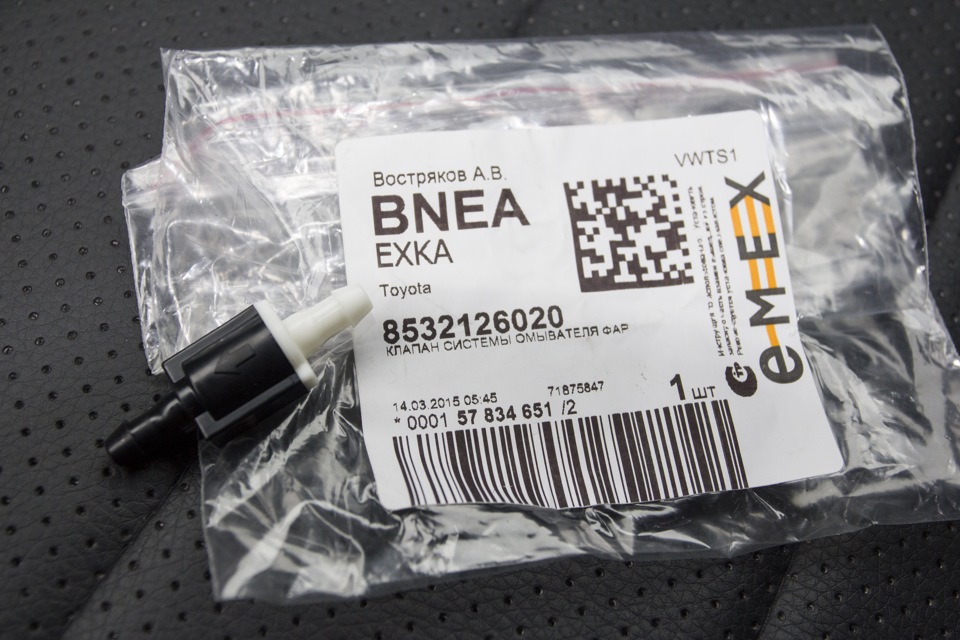 VWTS1
Востряков А.В.
BNEA
EXKA
Toyota
8532126020
КЛАПАН СИСТЕМЫ ОМЫВАТЕЛЯ ФАР
14.03.2015 05:45
71875847
1 шт
* 0001 57 834 651 /2
e-MEX